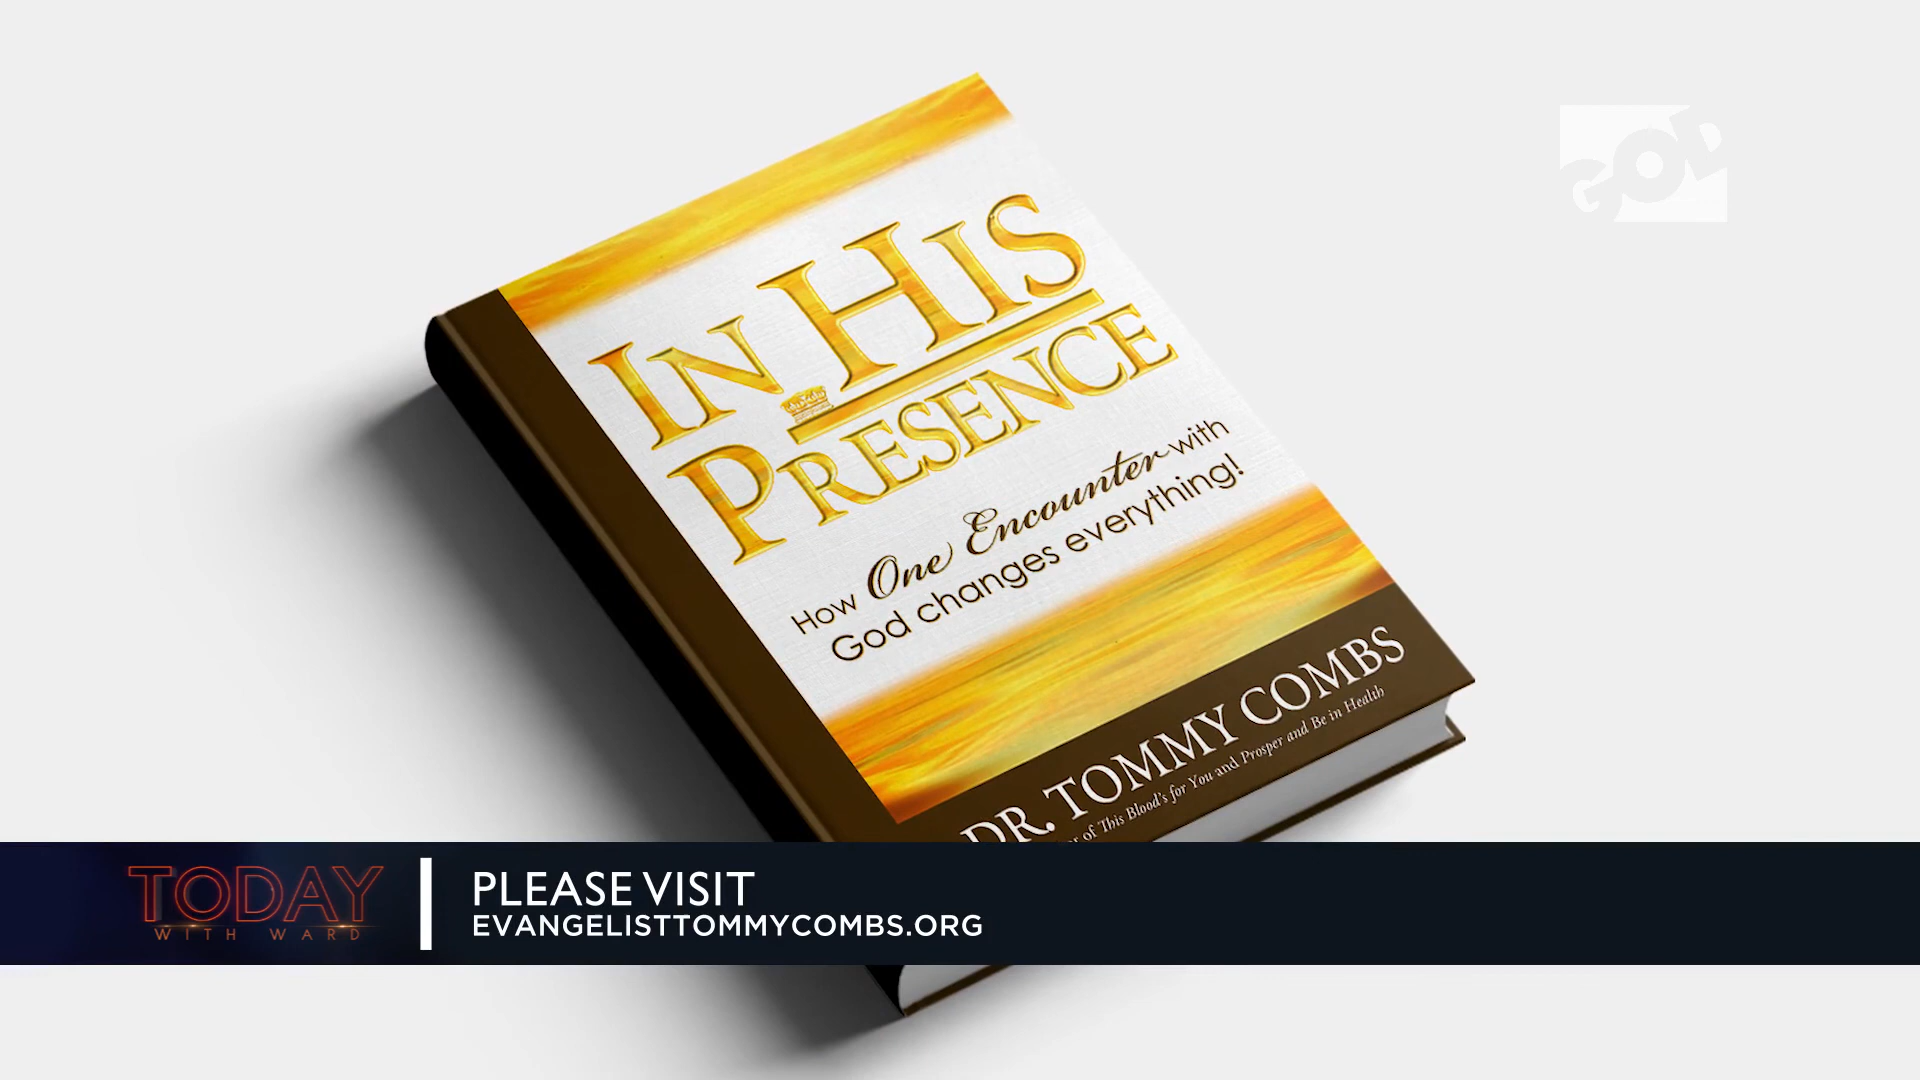 GOD
IN HIS
PRESENCE
How One Encounter with
God changes everything!
DR. TOMMY COMBS
of This Blood's for You and Prosper and Be in Health
TODAY
WITH WARD
PLEASE VISIT
EVANGELISTTOMMYCOMBS.ORG